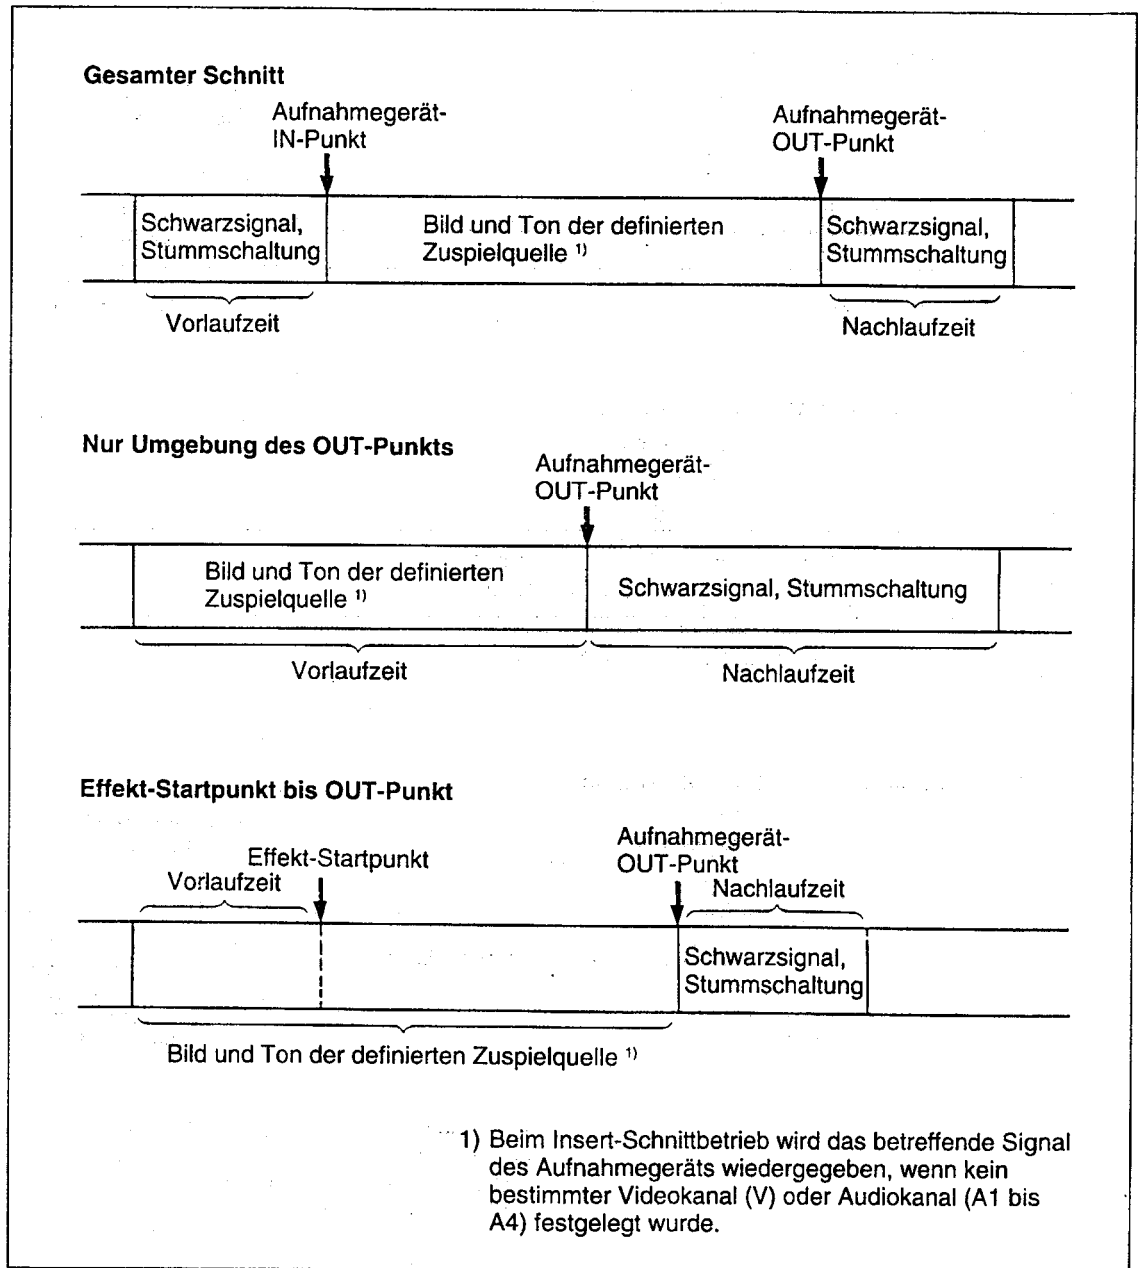 Gesamter Schnitt
Aufnahmegerät-
IN-Punkt
Aufnahmegerät-
OUT-Punkt
Schwarzsignal,
Stummschaltung
Bild und Ton der definierten
Zuspielquelle 1)
Schwarzsignal,
Stummschaltung
Vorlaufzeit
Nachlaufzeit
Nur Umgebung des OUT-Punkts
Aufnahmegerät-
OUT-Punkt
Bild und Ton der definierten
Zuspielquelle 1)
Schwarzsignal, Stummschaltung
Vorlaufzeit
Nachlaufzeit
Effekt-Startpunkt bis OUT-Punkt
Effekt-Startpunkt
Aufnahmegerät-
OUT-Punkt
Vorlaufzeit
Nachlaufzeit
Schwarzsignal,
Stummschaltung
Bild und Ton der definierten Zuspielquelle 1)
1) Beim Insert-Schnittbetrieb wird das betreffende Signal
des Aufnahmegeräts wiedergegeben, wenn kein
bestimmter Videokanal (V) oder Audiokanal (A1 bis
A4) festgelegt wurde.